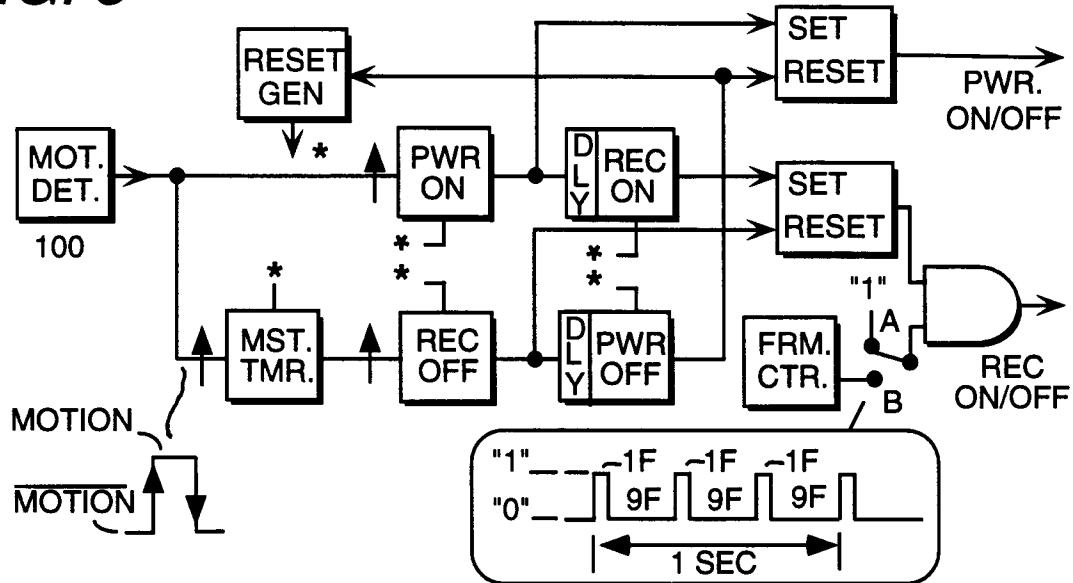 SET
RESET
PWR.
ON/OFF
RESET
GEN
*
MOT.
DET.
100
PWR
ON
DLY
REC
ON
SET
RESET
*
*
*
*
*
MST.
TMR.
REC
OFF
DLY
PWR
OFF
"1"
A
FRM.
CTR.
B
REC
ON/OFF
MOTION
MOTION
"1"
1F
1F
1F
"0"
9F
9F
9F
1 SEC